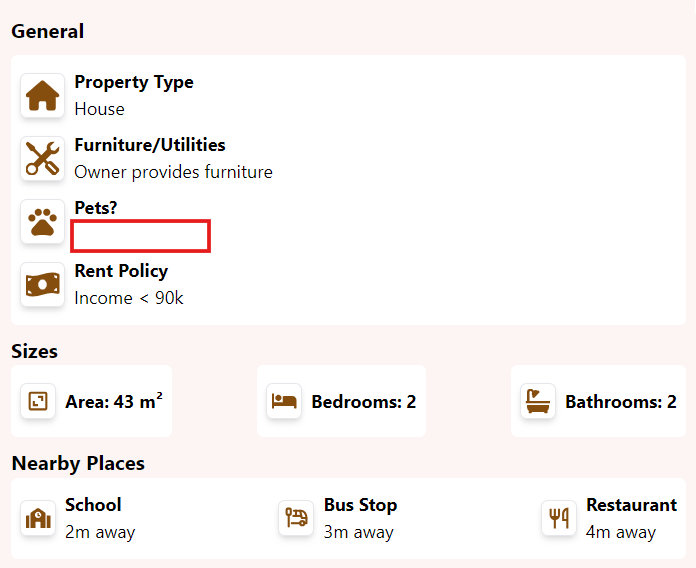 General
Property Type
House
Furniture/Utilities
Owner provides furniture
Pets?
Rent Policy
Income < 90k
Sizes
Area: 43 m²
Bedrooms: 2
Bathrooms: 2
Nearby Places
School
2m away
Bus Stop
3m away
Restaurant
4m away